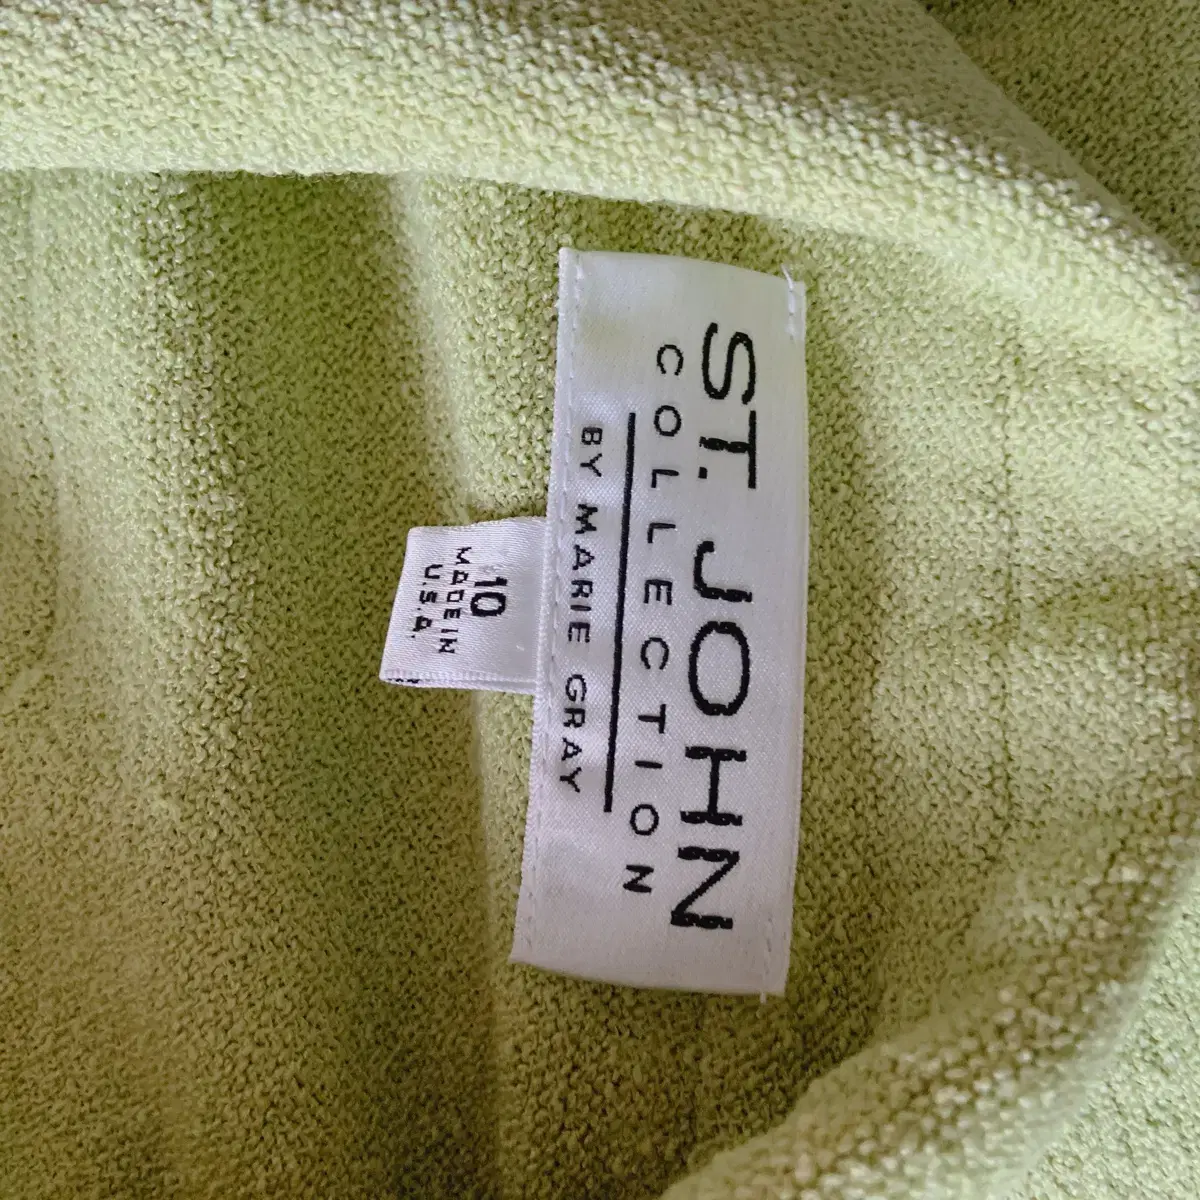 ST. JOHN
COLLECTION
BY MARIE GRAY
10
MADE IN
U.S.A.